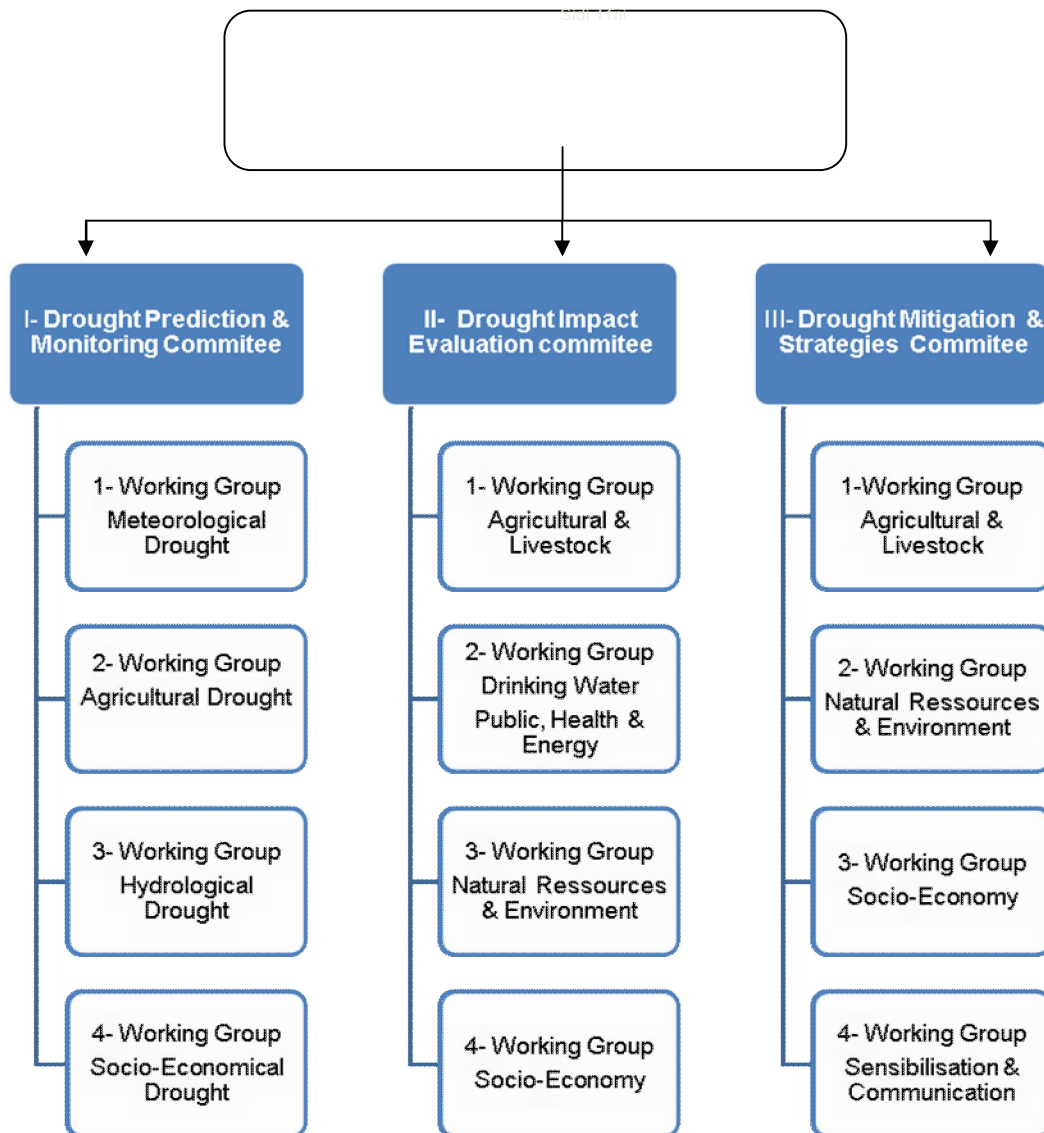 I- Drought Prediction &
Monitoring Commitee
1- Working Group
Meteorological
Drought
2- Working Group
Agricultural Drought
3- Working Group
Hydrological
Drought
4- Working Group
Socio-Economical
Drought
II- Drought Impact
Evaluation commitee
1- Working Group
Agricultural &
Livestock
2- Working Group
Drinking Water
Public, Health &
Energy
3- Working Group
Natural Ressources
& Environment
4- Working Group
Socio-Economy
III- Drought Mitigation &
Strategies Commitee
1-Working Group
Agricultural &
Livestock
2- Working Group
Natural Ressources
& Environment
3- Working Group
Socio-Economy
4- Working Group
Sensibilisation &
Communication